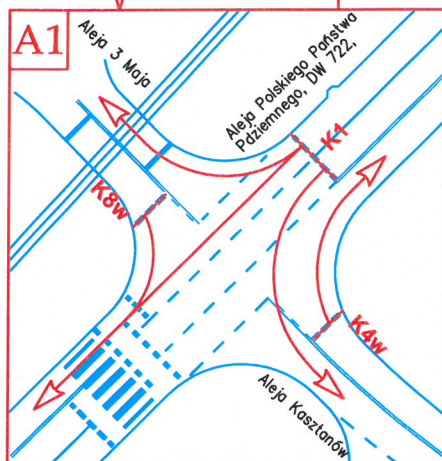 A1
Aleja 3 Maja
Aleja Polskiego Państwa
Pdziemnego, DW 722,
K1
K8w
K4w
Aleja Kasztanów